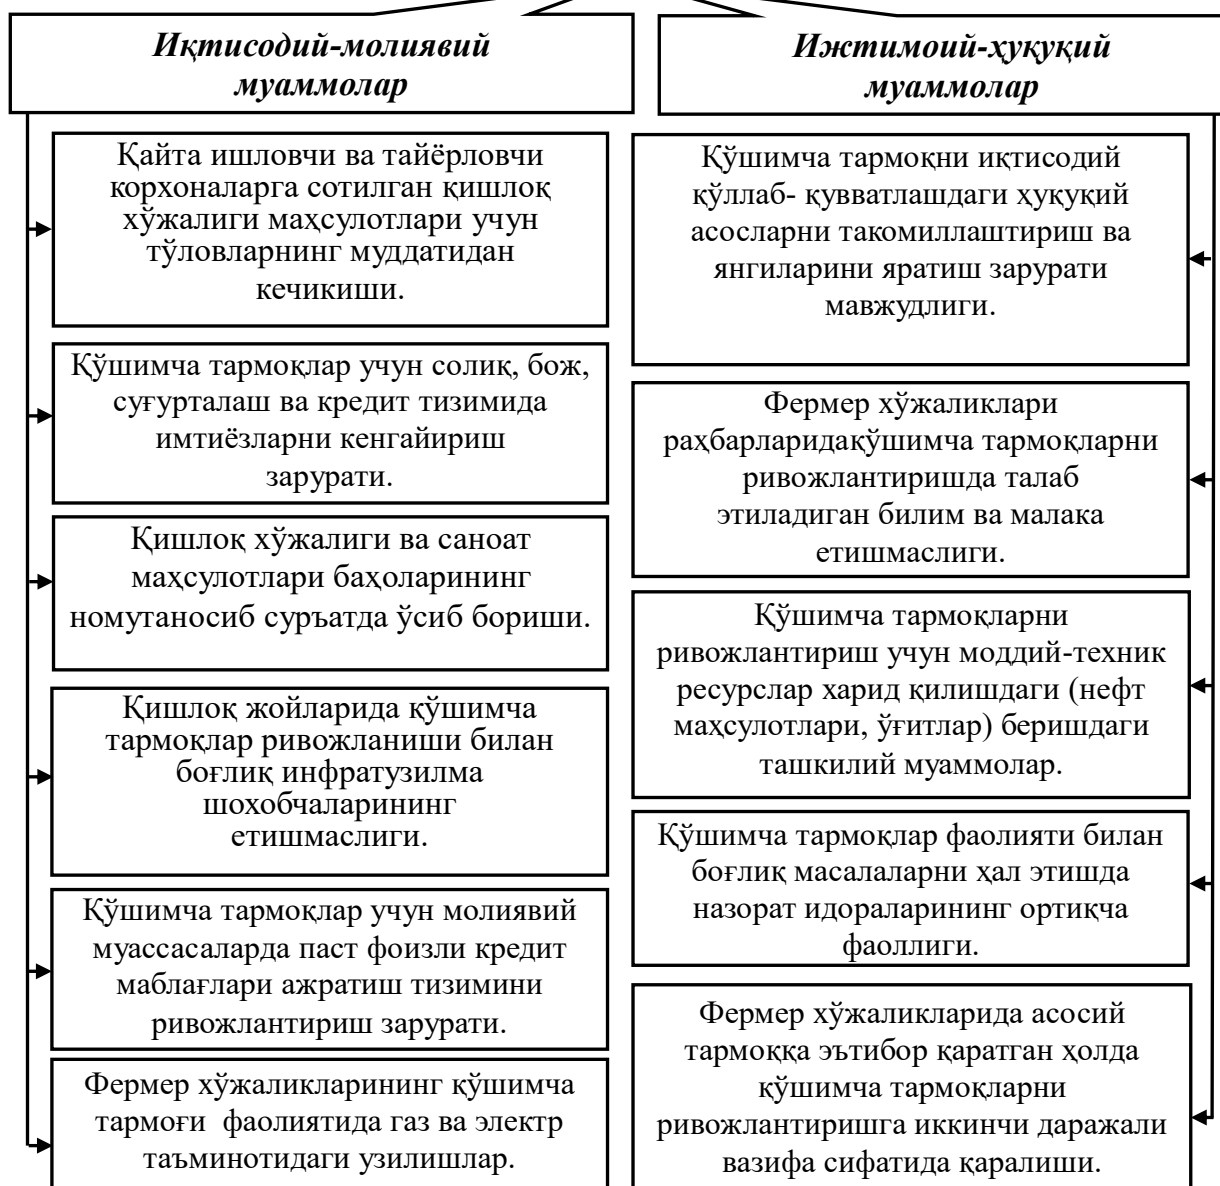 Иқтисодий-молиявий
муаммолар
Қайта ишловчи ва тайёрловчи
корхоналарга сотилган қишлоқ
хўжалиги маҳсулотлари учун
тўловларнинг муддатидан
кечикиши.
Қўшимча тармоқлар учун солиқ, бож,
суғурталаш ва кредит тизимида
имтиёзларни кенгайириш
зарурати.
Қишлоқ хўжалиги ва саноат
маҳсулотлари баҳоларининг
номутаносиб суръатда ўсиб бориши.
Қишлоқ жойларида қўшимча
тармоқлар ривожланиши билан
боғлиқ инфратузилма
шохобчаларининг
етишмаслиги.
Қўшимча тармоқлар учун молиявий
муассасаларда паст фоизли кредит
маблағлари ажратиш тизимини
ривожлантириш зарурати.
Фермер хўжаликларининг қўшимча
тармоғи фаолиятида газ ва электр
таъминотидаги узилишлар.
Ижтимоий-ҳуқуқий
муаммолар
Қўшимча тармоқни иқтисодий
қўллаб- қувватлашдаги ҳуқуқий
асосларни такомиллаштириш ва
янгиларини яратиш зарурати
мавжудлиги.
Фермер хўжаликлари
раҳбарларидақўшимча тармоқларни
ривожлантиришда талаб
этиладиган билим ва малака
етишмаслиги.
Қўшимча тармоқларни
ривожлантириш учун моддий-техник
ресурслар харид қилишдаги (нефт
маҳсулотлари, ўғитлар) беришдаги
ташкилий муаммолар.
Қўшимча тармоқлар фаолияти билан
боғлиқ масалаларни ҳал этишда
назорат идораларининг ортиқча
фаоллиги.
Фермер хўжаликларида асосий
тармоққа эътибор қаратган ҳолда
қўшимча тармоқларни
ривожлантиришга иккинчи даражали
вазифа сифатида қаралиши.